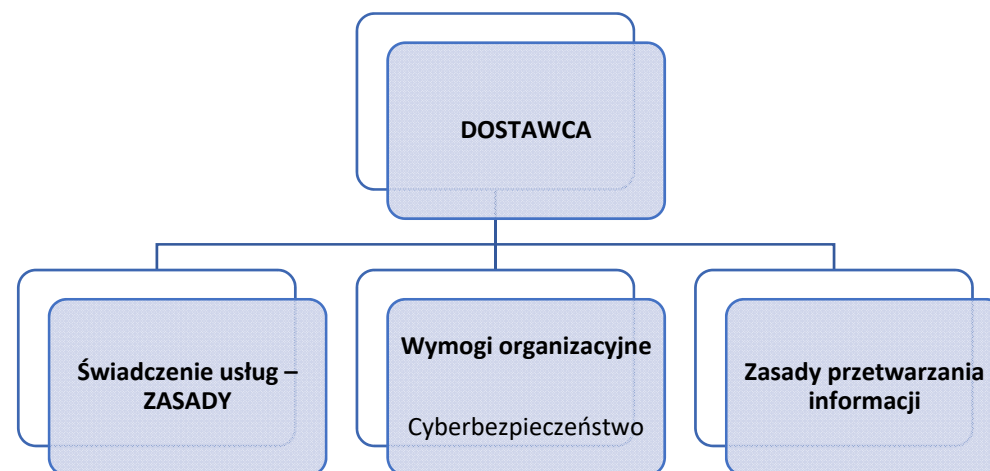 DOSTAWCA
Świadczenie usług –
ZASADY
Wymogi organizacyjne
Cyberbezpieczeństwo
Zasady przetwarzania
informacji